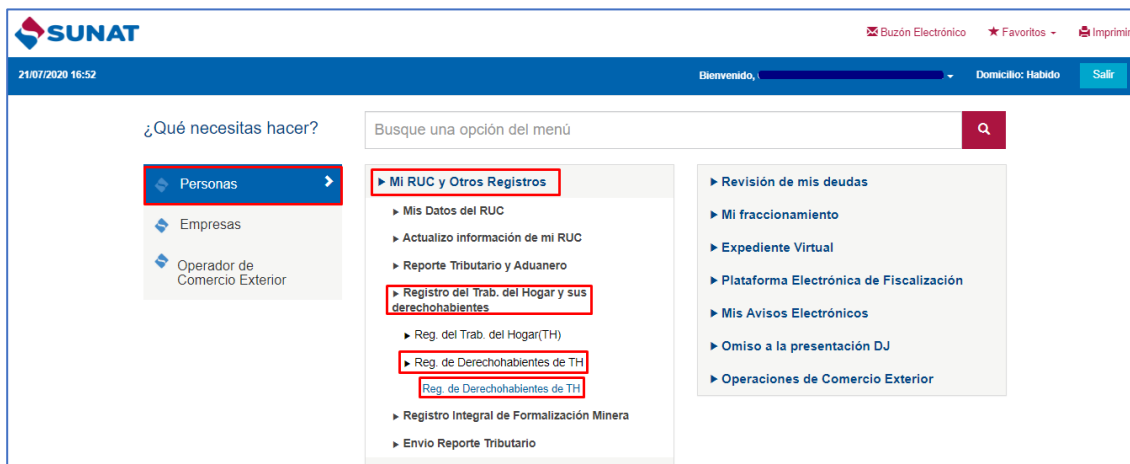 SUNAT
Buzón Electrónico
Favoritos
Imprimir
21/07/2020 16:52
Bienvenido,
Domicilio: Habido
Salir
¿Qué necesitas hacer?
Busque una opción del menú
Personas
Empresas
Operador de
Comercio Exterior
Mi RUC y Otros Registros
Mis Datos del RUC
Actualizo información de mi RUC
Reporte Tributario y Aduanero
Registro del Trab. del Hogar y sus
derechohabientes
Reg. del Trab. del Hogar(TH)
Reg. de Derechohabientes de TH
Reg. de Derechohabientes de TH
Registro Integral de Formalización Minera
Envio Reporte Tributario
Revisión de mis deudas
Mi fraccionamiento
Expediente Virtual
Plataforma Electrónica de Fiscalización
Mis Avisos Electrónicos
Omiso a la presentación DJ
Operaciones de Comercio Exterior